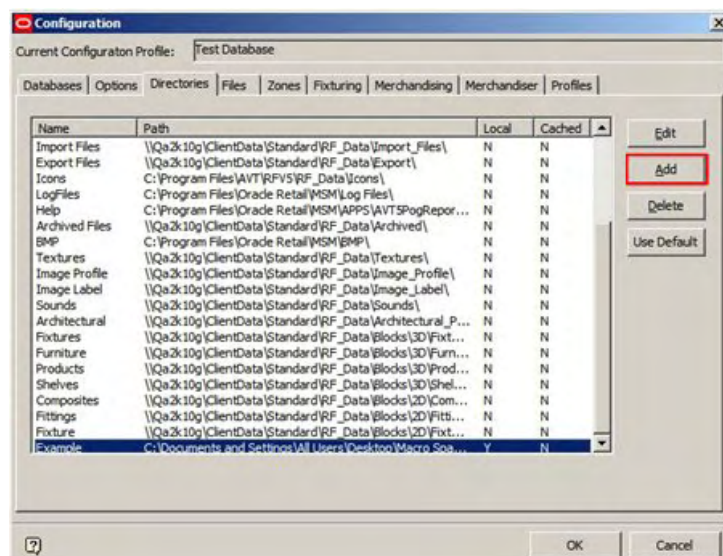 Configuration
Current Configuraton Profile: Test Database
Databases Options Directories Files Zones Fixturing Merchandising Merchandiser Profiles
Name Path Local Cached
Import Files \\Qa2k10g\ClientData\Standard\RF_Data\Import_Files\ N N
Export Files \\Qa2k10g\ClientData\Standard\RF_Data\Export\ N N
Icons C:\Program Files\AVT\RFV5\RF_Data\Icons\ N N
LogFiles C:\Program Files\Oracle Retail\MSM\Log Files\ N N
Help C:\Program Files\Oracle Retail\MSM\APPS\AVT5PogRepor... N N
Archived Files \\Qa2k10g\ClientData\Standard\RF_Data\Archived\ N N
BMP C:\Program Files\Oracle Retail\MSM\BMP\ N N
Textures \\Qa2k10g\ClientData\Standard\RF_Data\Textures\ N N
Image Profile \\Qa2k10g\ClientData\Standard\RF_Data\Image_Profile\ N N
Image Label \\Qa2k10g\ClientData\Standard\RF_Data\Image_Label\ N N
Sounds \\Qa2k10g\ClientData\Standard\RF_Data\Sounds\ N N
Architectural \\Qa2k10g\ClientData\Standard\RF_Data\Architectural_P... N N
Fixtures \\Qa2k10g\ClientData\Standard\RF_Data\Blocks\3D\Fixt... N N
Furniture \\Qa2k10g\ClientData\Standard\RF_Data\Blocks\3D\Furn... N N
Products \\Qa2k10g\ClientData\Standard\RF_Data\Blocks\3D\Prod... N N
Shelves \\Qa2k10g\ClientData\Standard\RF_Data\Blocks\3D\Shel... N N
Composites \\Qa2k10g\ClientData\Standard\RF_Data\Blocks\2D\Com... N N
Fittings \\Qa2k10g\ClientData\Standard\RF_Data\Blocks\2D\Fitti... N N
Fixture \\Qa2k10g\ClientData\Standard\RF_Data\Blocks\2D\Fixt... N N
Example C:\Documents and Settings\All Users\Desktop\Macro Spa... Y N
Edit
Add
Delete
Use Default
OK Cancel